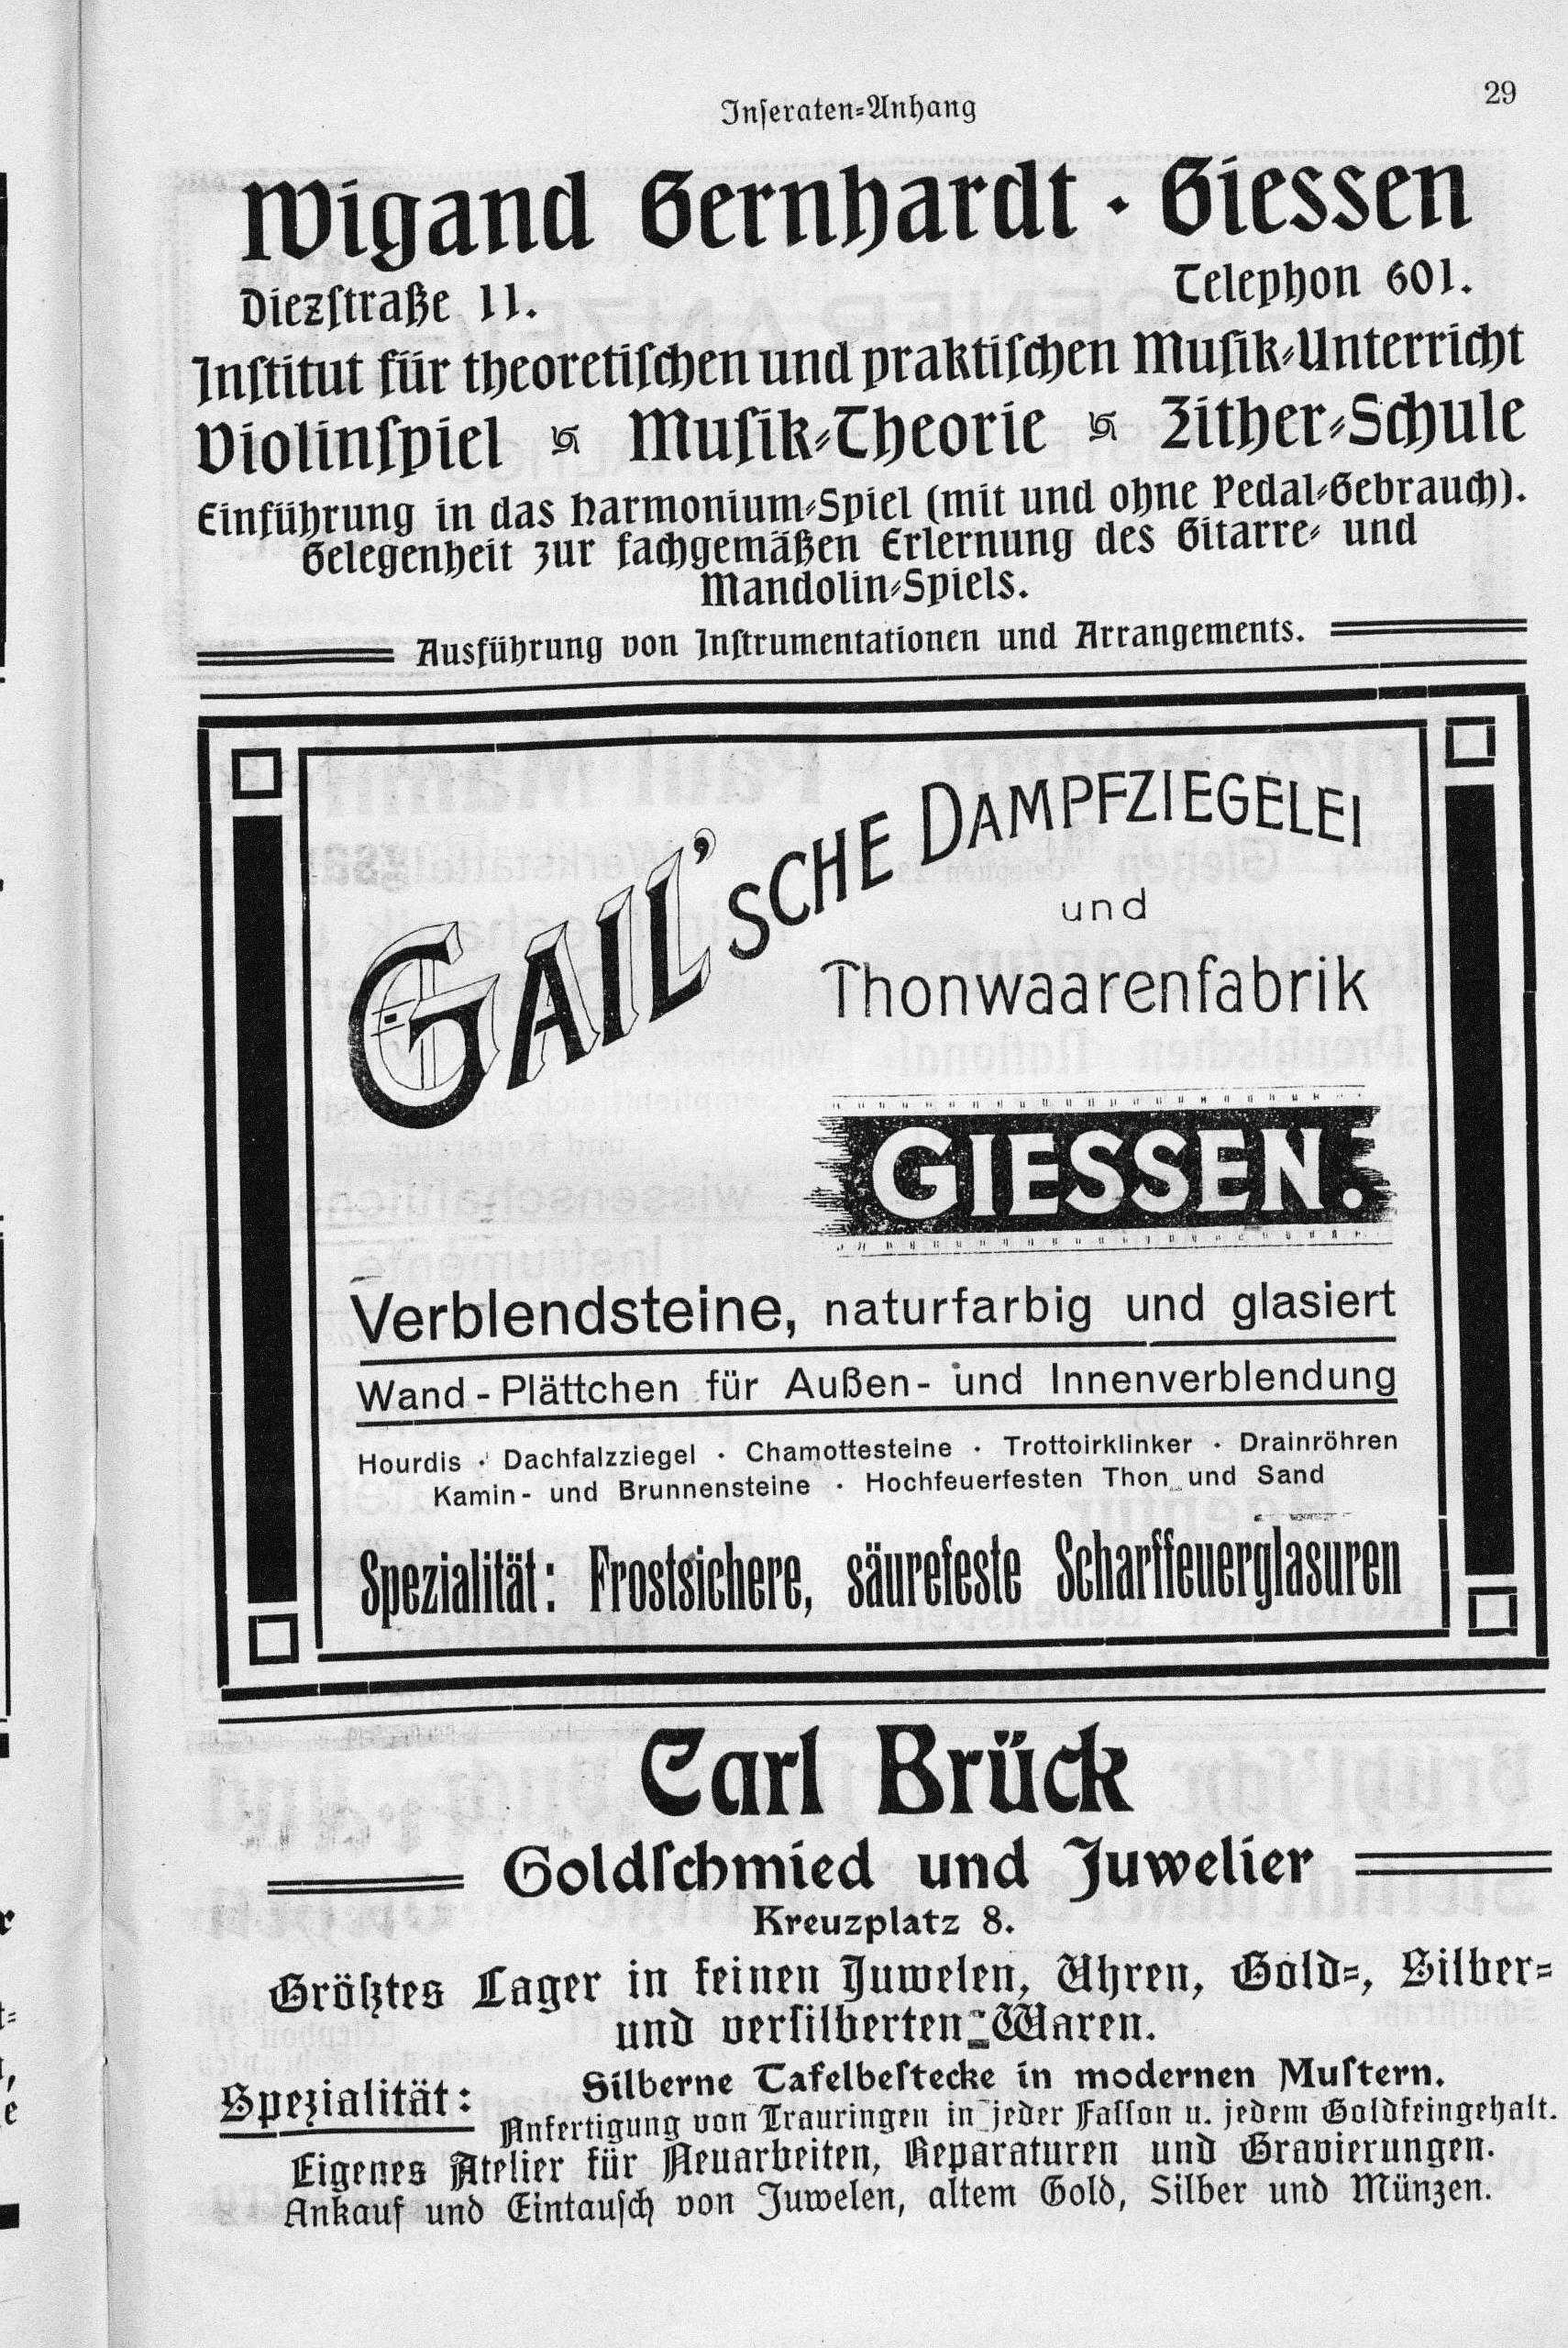 Inseraten-Anhang
29
Wigand Gernhardt · Giessen
Diezstraße 11.
Telephon 601.
Institut für theoretischen und praktischen Musik-Unterricht
Violinspiel Musik-Theorie Zither-Schule
Einführung in das Harmonium-Spiel (mit und ohne Pedal-Gebrauch).
Gelegenheit zur fachgemäßen Erlernung des Gitarre- und
Mandolin-Spiels.
Ausführung von Instrumentationen und Arrangements.
GAIL'SCHE DAMPFZIEGELEI
und
Thonwaarenfabrik
GIESSEN.
Verblendsteine, naturfarbig und glasiert
Wand-Plättchen für Außen- und Innenverblendung
Hourdis · Dachfalzziegel · Chamottesteine · Trottoirklinker · Drainröhren
Kamin- und Brunnensteine · Hochfeuerfesten Thon und Sand
Spezialität: Frostsichere, säurefeste Scharffeuerglasuren
Carl Brück
Goldschmied und Juwelier
Kreuzplatz 8.
Größtes Lager in feinen Juwelen, Uhren, Gold-, Silber-
und versilberten Waren.
Spezialität:
Silberne Tafelbestecke in modernen Mustern.
Anfertigung von Trauringen in jeder Fasson u. jedem Goldfeingehalt.
Eigenes Atelier für Neuarbeiten, Reparaturen und Gravierungen.
Ankauf und Eintausch von Juwelen, altem Gold, Silber und Münzen.